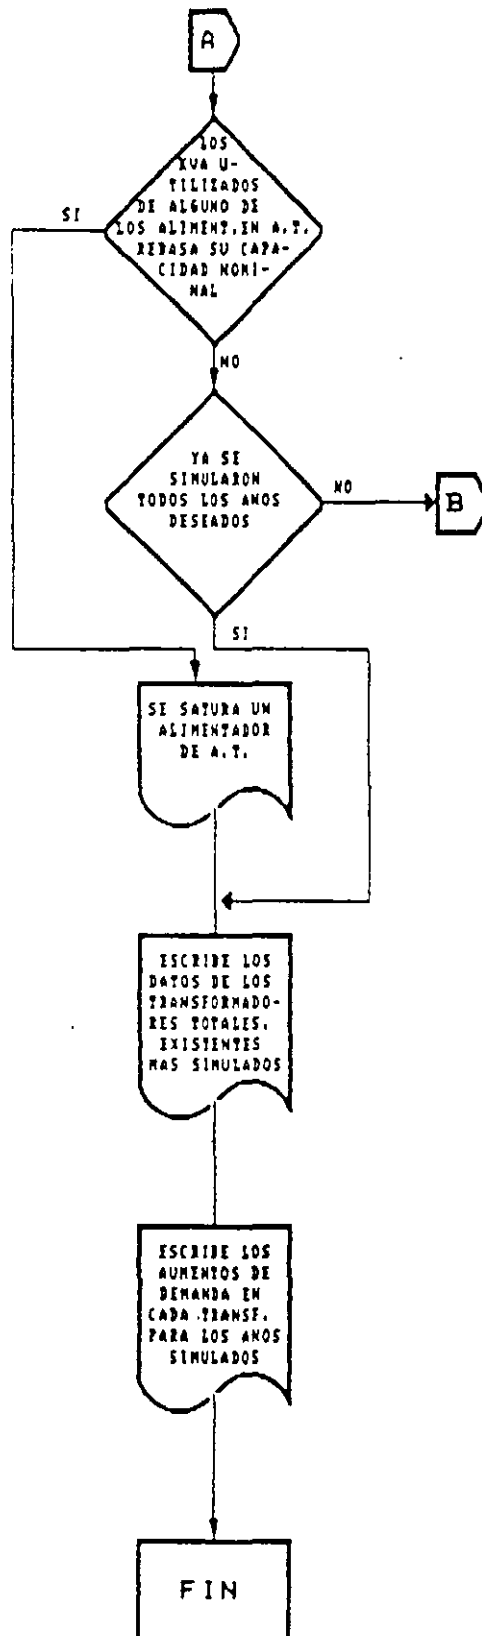 A
LOS
KVA U-
TILIZADOS
DE ALGUNO DE
LOS ALIMENT. EN A.T.
REBASA SU CAPA-
CIDAD NOMI-
NAL
SI
NO
YA SE
SIMULARON
TODOS LOS ANOS
DESEADOS
NO
B
SI
SE SATURA UN
ALIMENTADOR
DE A.T.
ESCRIBE LOS
DATOS DE LOS
TRANSFORMADO-
RES TOTALES.
EXISTENTES
MAS SIMULADOS
ESCRIBE LOS
AUMENTOS DE
DEMANDA EN
CADA .TRANSF.
PARA LOS ANOS
SIMULADOS
FIN